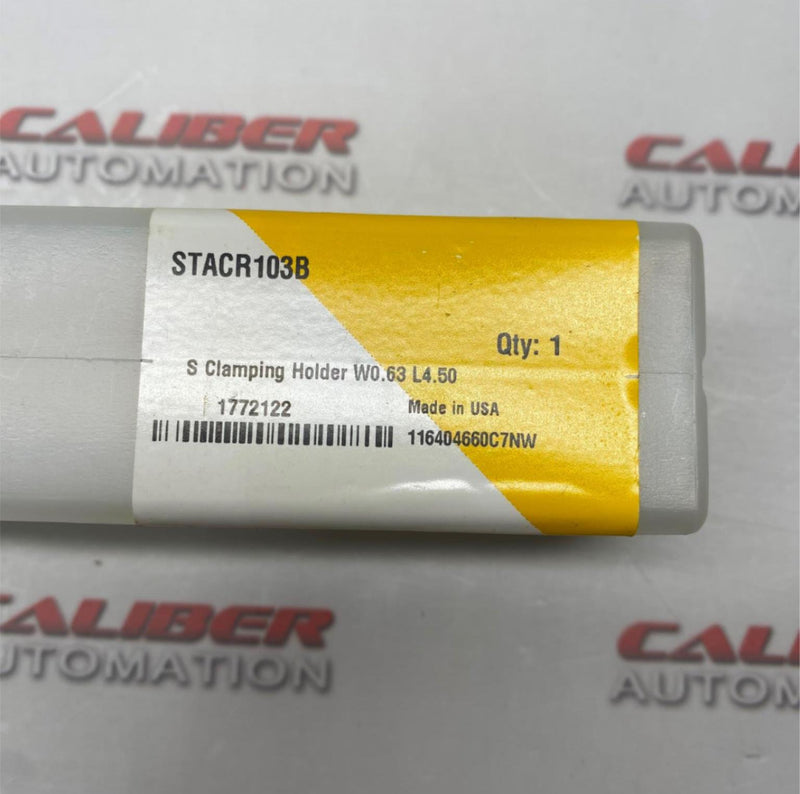 CALIBER
AUTOMATION
CALIBER
AUTOMATION
STACR103B
Qty: 1
S Clamping Holder W0.63 L4.50
1772122
Made in USA
116404660C7NW
CALIBER
AUTOMATION
CALIBER
AUTOMATION